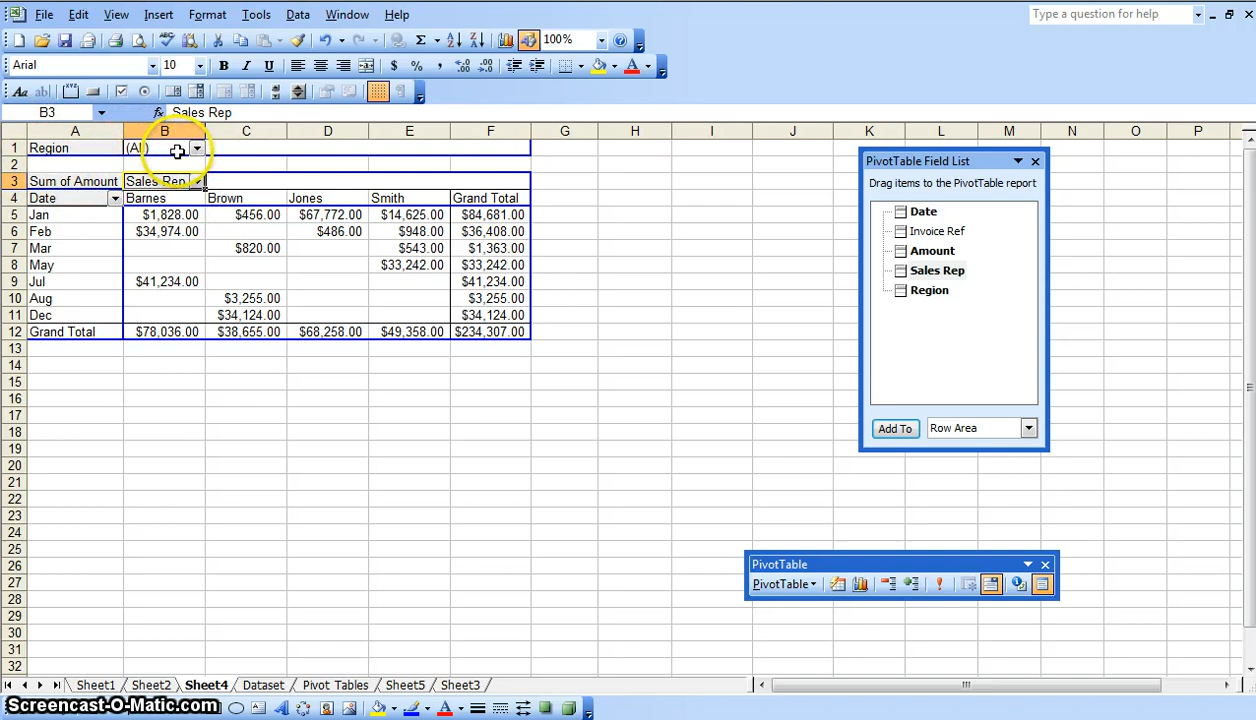 File Edit View Insert Format Tools Data Window Help Type a question for help
Σ 100%
Arial 10 B I U $ % , A
Aa ab|
B3 fx Sales Rep
A B C D E F G H I J K L M N O P
1 Region (All)
2
3 Sum of Amount Sales Rep
4 Date Barnes Brown Jones Smith Grand Total
5 Jan $1,828.00 $456.00 $67,772.00 $14,625.00 $84,681.00
6 Feb $34,974.00 $486.00 $948.00 $36,408.00
7 Mar $820.00 $543.00 $1,363.00
8 May $33,242.00 $33,242.00
9 Jul $41,234.00 $41,234.00
10 Aug $3,255.00 $3,255.00
11 Dec $34,124.00 $34,124.00
12 Grand Total $78,036.00 $38,655.00 $68,258.00 $49,358.00 $234,307.00
13
14
15
16
17
18
19
20
21
22
23
24
25
26
27
28
29
30
31
32
PivotTable Field List
Drag items to the PivotTable report
Date
Invoice Ref
Amount
Sales Rep
Region
Add To Row Area
PivotTable
PivotTable
Sheet1 Sheet2 Sheet4 Dataset Pivot Tables Sheet5 Sheet3
Screencast-O-Matic.com A A